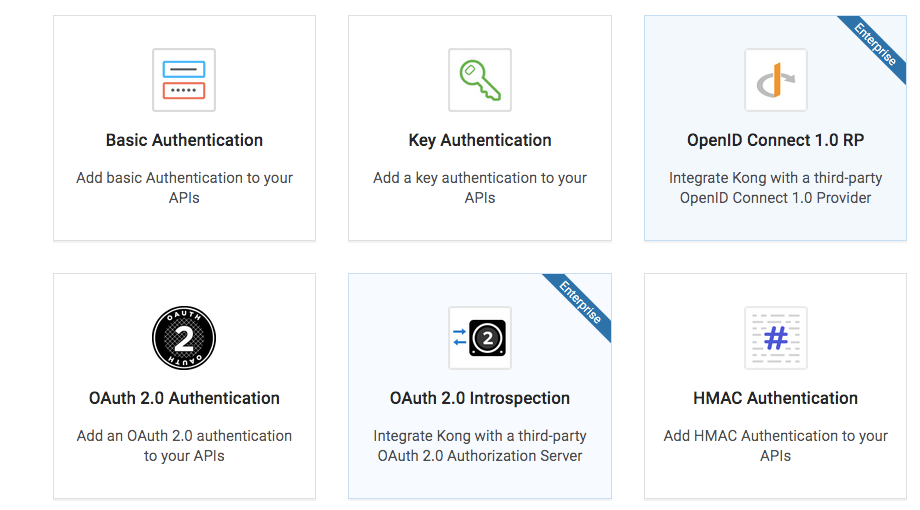 Basic Authentication
Add basic Authentication to your
APIs
Key Authentication
Add a key authentication to your
APIs
Enterprise
OpenID Connect 1.0 RP
Integrate Kong with a third-party
OpenID Connect 1.0 Provider
OAUTH
2
OAUTH
OAuth 2.0 Authentication
Add an OAuth 2.0 authentication
to your APIs
Enterprise
2
OAuth 2.0 Introspection
Integrate Kong with a third-party
OAuth 2.0 Authorization Server
#
HMAC Authentication
Add HMAC Authentication to your
APIs